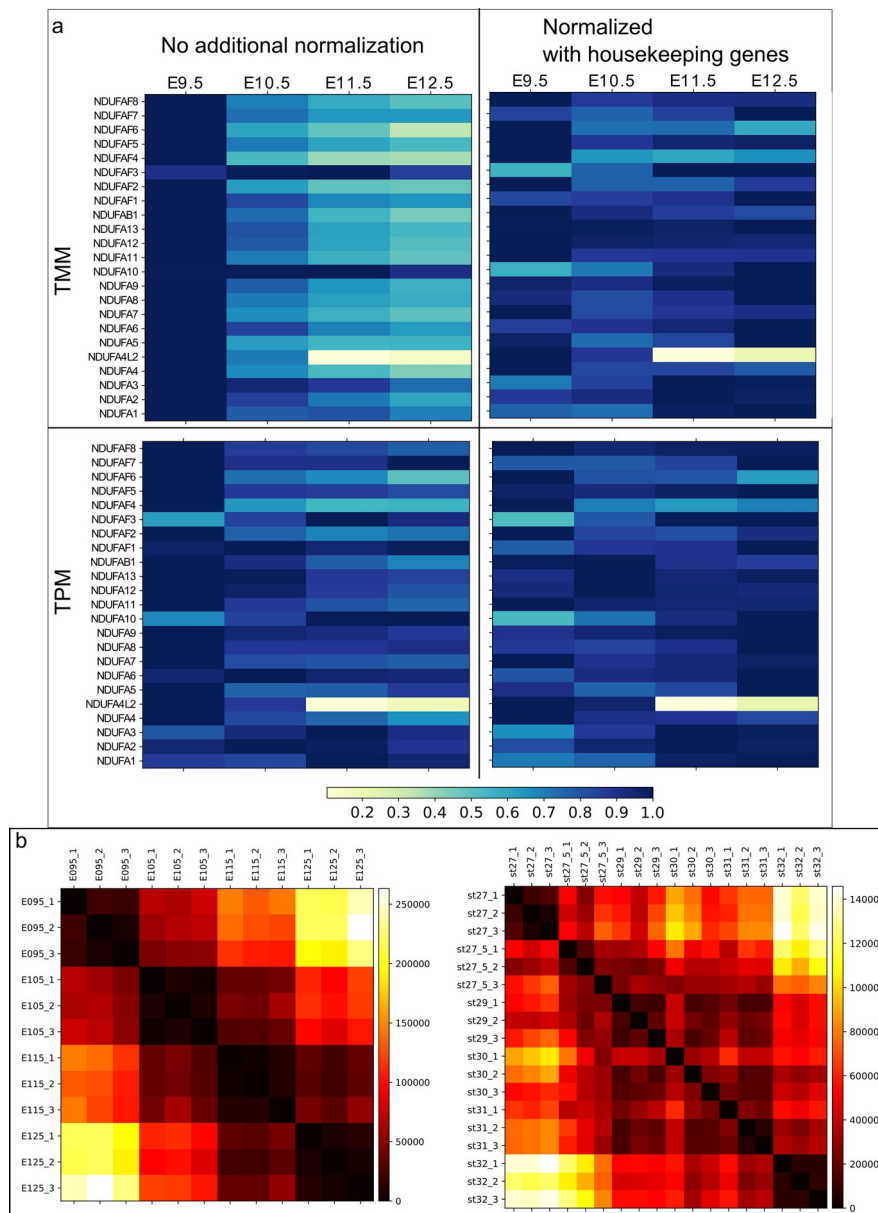 a
No additional normalization
Normalized
with housekeeping genes
E9.5 E10.5 E11.5 E12.5
E9.5 E10.5 E11.5 E12.5
TMM
NDUFAF8
NDUFAF7
NDUFAF6
NDUFAF5
NDUFAF4
NDUFAF3
NDUFAF2
NDUFAF1
NDUFAB1
NDUFA13
NDUFA12
NDUFA11
NDUFA10
NDUFA9
NDUFA8
NDUFA7
NDUFA6
NDUFA5
NDUFA4L2
NDUFA4
NDUFA3
NDUFA2
NDUFA1
TPM
NDUFAF8
NDUFAF7
NDUFAF6
NDUFAF5
NDUFAF4
NDUFAF3
NDUFAF2
NDUFAF1
NDUFAB1
NDUFA13
NDUFA12
NDUFA11
NDUFA10
NDUFA9
NDUFA8
NDUFA7
NDUFA6
NDUFA5
NDUFA4L2
NDUFA4
NDUFA3
NDUFA2
NDUFA1
0.2 0.3 0.4 0.5 0.6 0.7 0.8 0.9 1.0
b
E095_1 E095_2 E095_3 E105_1 E105_2 E105_3 E115_1 E115_2 E115_3 E125_1 E125_2 E125_3
E095_1
E095_2
E095_3
E105_1
E105_2
E105_3
E115_1
E115_2
E115_3
E125_1
E125_2
E125_3
250000
200000
150000
100000
50000
0
st27_1 st27_2 st27_3 st27_5_1 st27_5_2 st27_5_3 st29_1 st29_2 st29_3 st30_1 st30_2 st30_3 st31_1 st31_2 st31_3 st32_1 st32_2 st32_3
st27_1
st27_2
st27_3
st27_5_1
st27_5_2
st27_5_3
st29_1
st29_2
st29_3
st30_1
st30_2
st30_3
st31_1
st31_2
st31_3
st32_1
st32_2
st32_3
140000
120000
100000
80000
60000
40000
20000
0